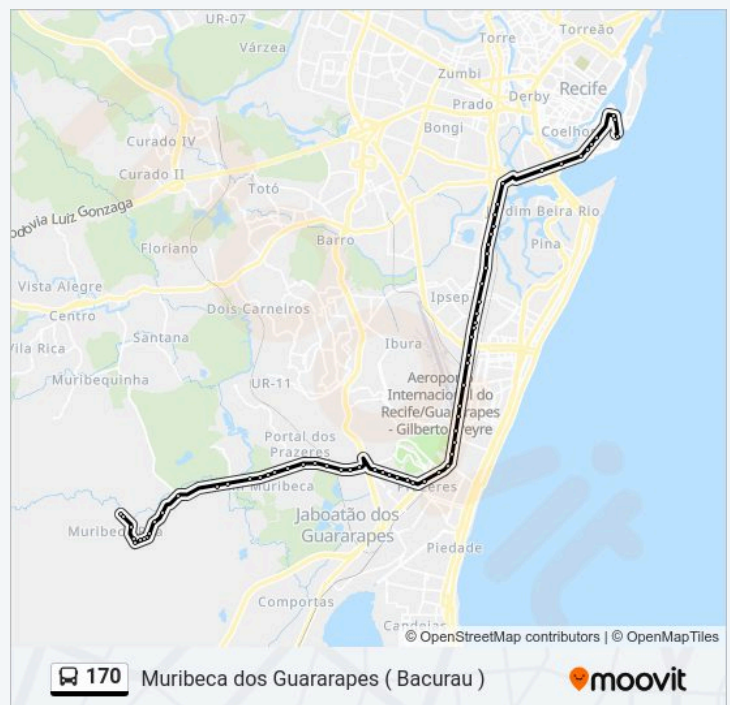 UR-07
Torreão
Torre
Várzea
Zumbi
Recife
Derby
Prado
Curado IV
Bongi
Coelho
Curado II
Totó
odovia Luiz Gonzaga
Jardim Beira Rio
Barro
Pina
Floriano
Vista Alegre
Ipsep
Centro
Dois Carneiros
Santana
Ibura
Vila Rica
Muribequinha
UR-11
Aeroporto
Internacional do
Recife/Guararapes
- Gilberto Freyre
Portal dos
Prazeres
Muribeca
Prazeres
Jaboatão dos
Guararapes
Muribeca
Piedade
Comportas
Candeias
© OpenStreetMap contributors | © OpenMapTiles
170 Muribeca dos Guararapes ( Bacurau )
moovit